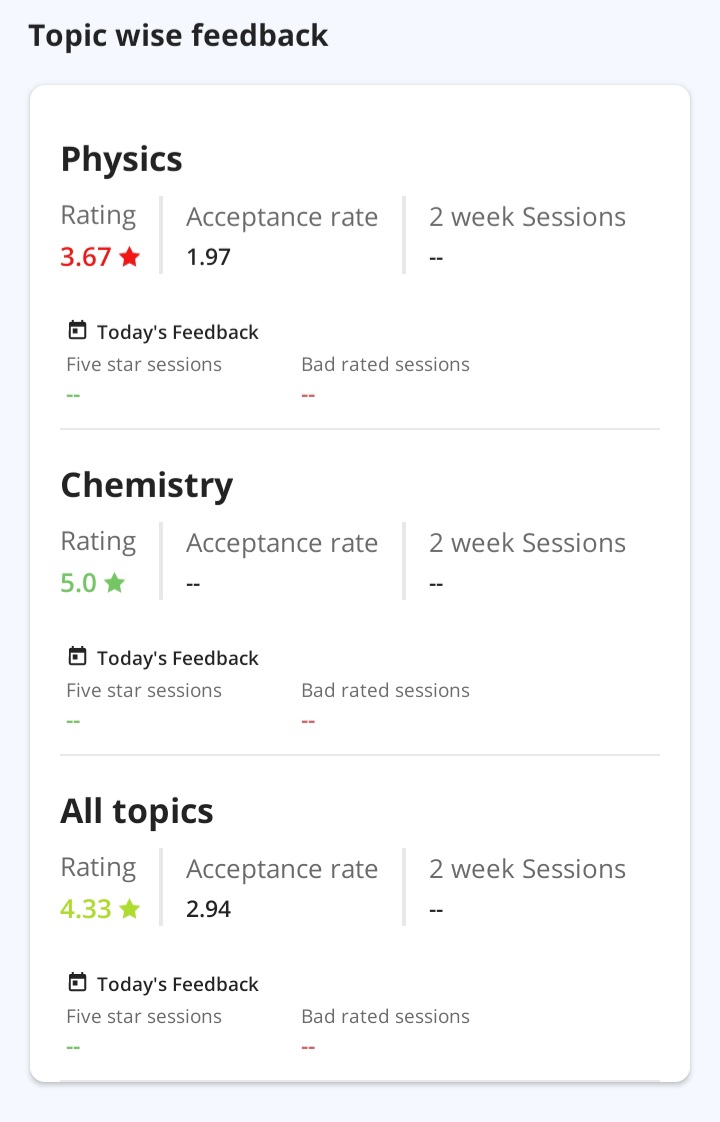 Topic wise feedback
Physics
Rating Acceptance rate 2 week Sessions
3.67 1.97 --
Today's Feedback
Five star sessions Bad rated sessions
-- --
Chemistry
Rating Acceptance rate 2 week Sessions
5.0 -- --
Today's Feedback
Five star sessions Bad rated sessions
-- --
All topics
Rating Acceptance rate 2 week Sessions
4.33 2.94 --
Today's Feedback
Five star sessions Bad rated sessions
-- --